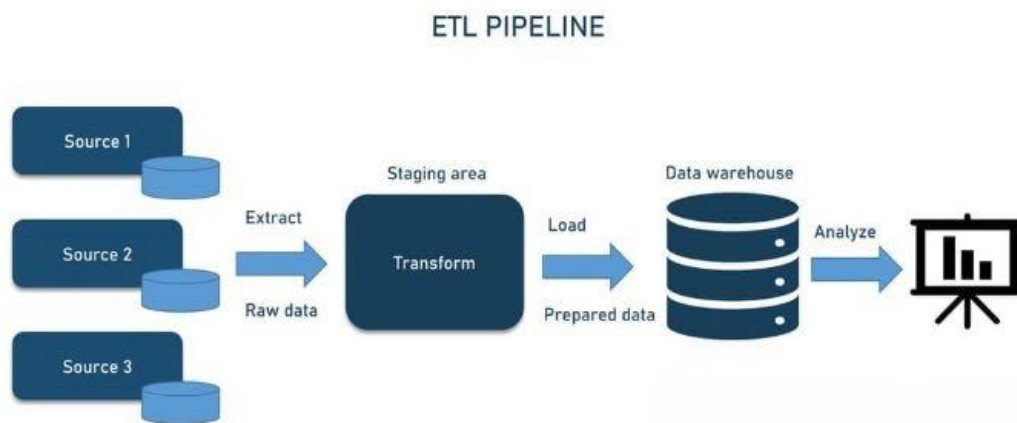 ETL PIPELINE
Source 1
Source 2
Source 3
Extract
Raw data
Staging area
Transform
Load
Prepared data
Data warehouse
Analyze